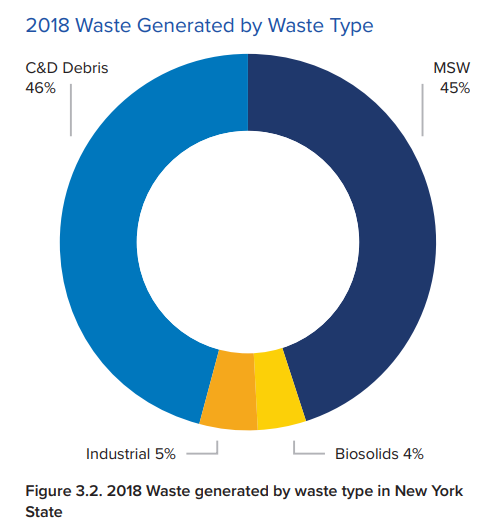 2018 Waste Generated by Waste Type
C&D Debris
46%
MSW
45%
Industrial 5%
Biosolids 4%
Figure 3.2. 2018 Waste generated by waste type in New York
State